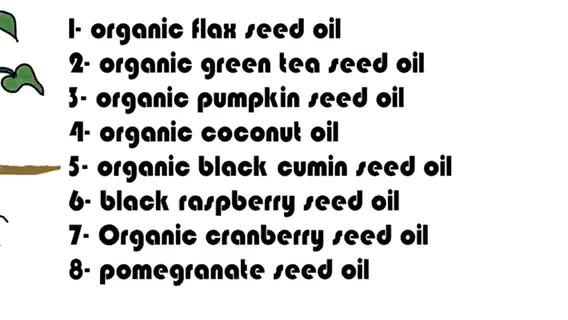 1- organic flax seed oil
2- organic green tea seed oil
3- organic pumpkin seed oil
4- organic coconut oil
5- organic black cumin seed oil
6- black raspberry seed oil
7- Organic cranberry seed oil
8- pomegranate seed oil